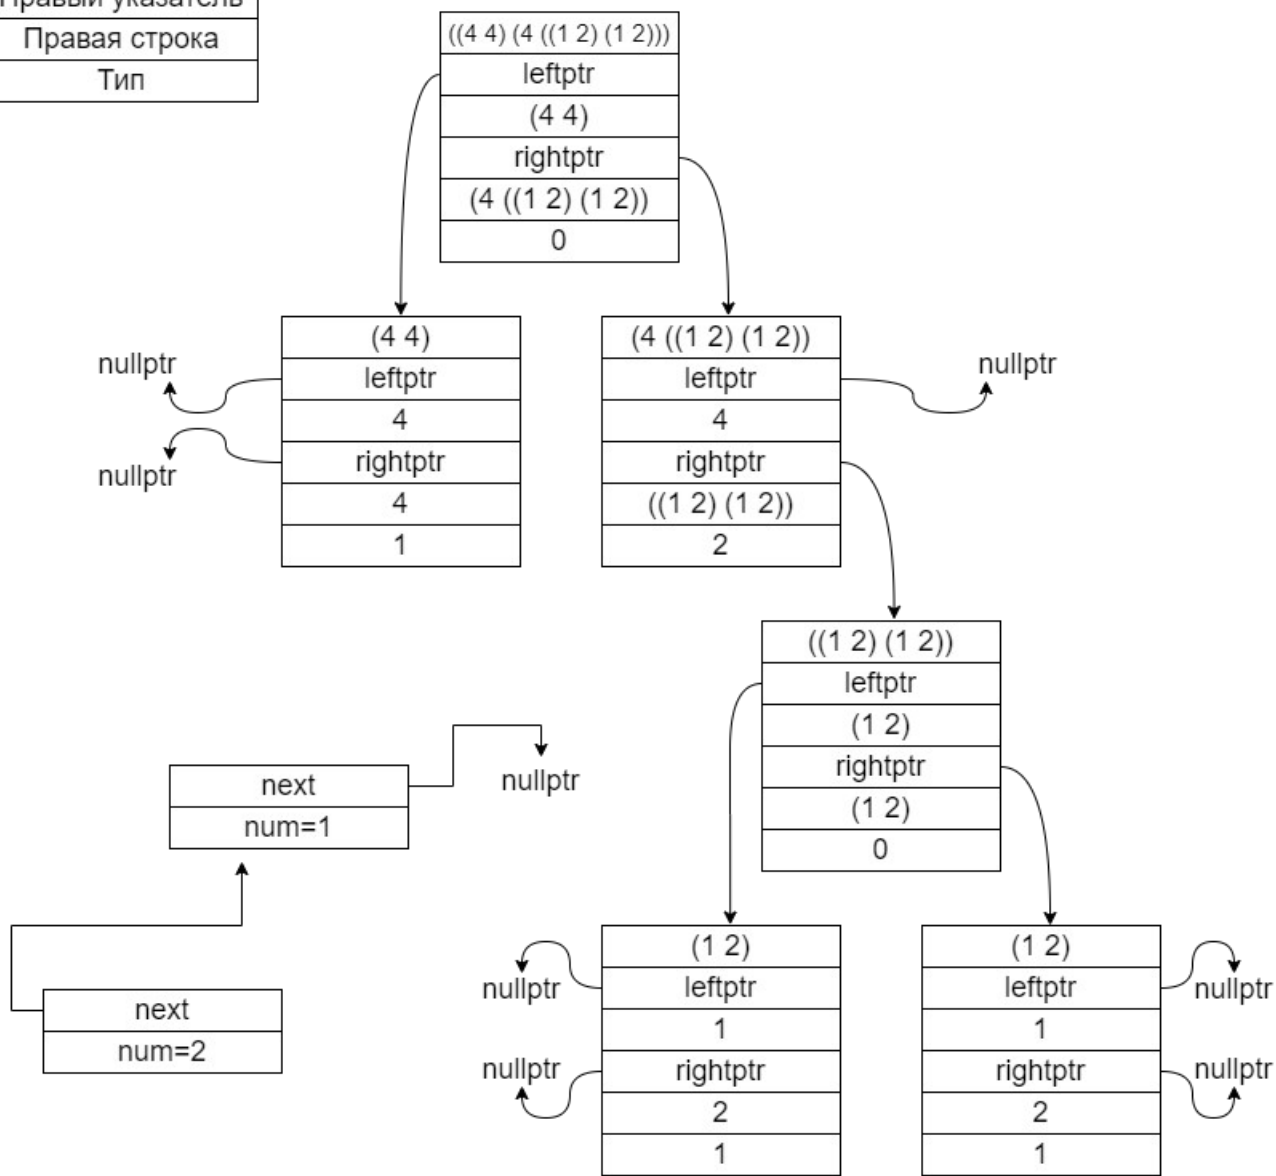 Правый указатель
Правая строка
Тип
((4 4) (4 ((1 2) (1 2)))
leftptr
(4 4)
rightptr
(4 ((1 2) (1 2))
0
nullptr
nullptr
(4 4)
leftptr
4
rightptr
4
1
(4 ((1 2) (1 2))
leftptr
4
rightptr
((1 2) (1 2))
2
nullptr
((1 2) (1 2))
leftptr
(1 2)
rightptr
(1 2)
0
next
num=1
nullptr
next
num=2
nullptr
nullptr
(1 2)
leftptr
1
rightptr
2
1
(1 2)
leftptr
1
rightptr
2
1
nullptr
nullptr